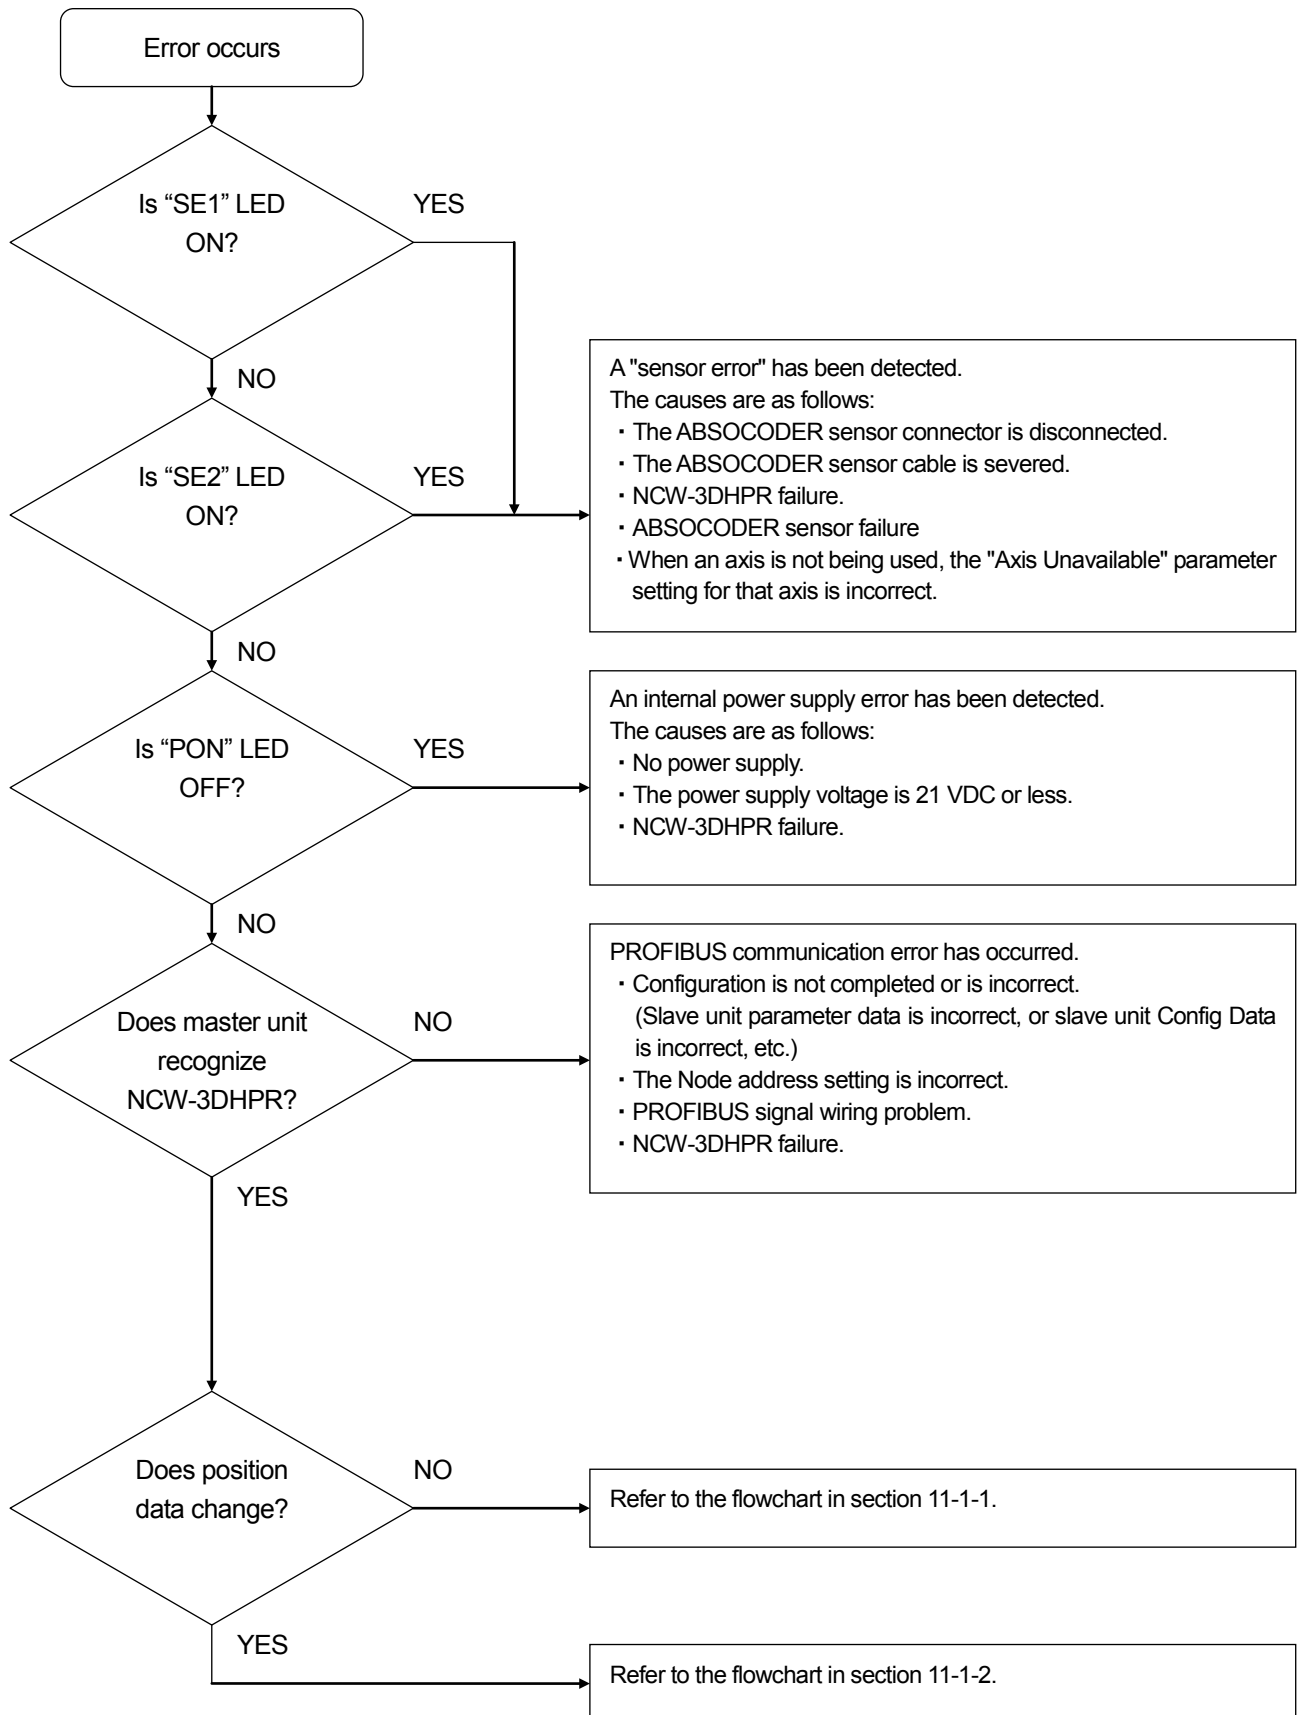 Error occurs
Is “SE1” LED
ON?
YES
NO
Is “SE2” LED
ON?
YES
A "sensor error" has been detected.
The causes are as follows:
・The ABSOCODER sensor connector is disconnected.
・The ABSOCODER sensor cable is severed.
・NCW-3DHPR failure.
・ABSOCODER sensor failure
・When an axis is not being used, the "Axis Unavailable" parameter
setting for that axis is incorrect.
NO
Is “PON” LED
OFF?
YES
An internal power supply error has been detected.
The causes are as follows:
・No power supply.
・The power supply voltage is 21 VDC or less.
・NCW-3DHPR failure.
NO
Does master unit
recognize
NCW-3DHPR?
NO
PROFIBUS communication error has occurred.
・Configuration is not completed or is incorrect.
(Slave unit parameter data is incorrect, or slave unit Config Data
is incorrect, etc.)
・The Node address setting is incorrect.
・PROFIBUS signal wiring problem.
・NCW-3DHPR failure.
YES
Does position
data change?
NO
Refer to the flowchart in section 11-1-1.
YES
Refer to the flowchart in section 11-1-2.